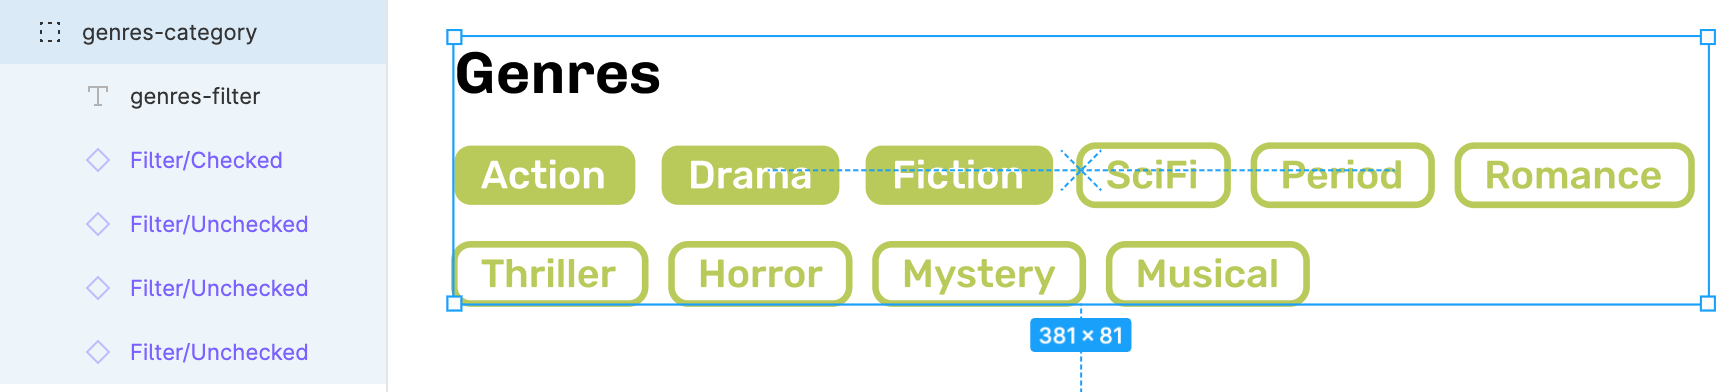 genres-category
genres-filter
Filter/Checked
Filter/Unchecked
Filter/Unchecked
Filter/Unchecked
Genres
Action Drama Fiction SciFi Period Romance
Thriller Horror Mystery Musical
381 × 81